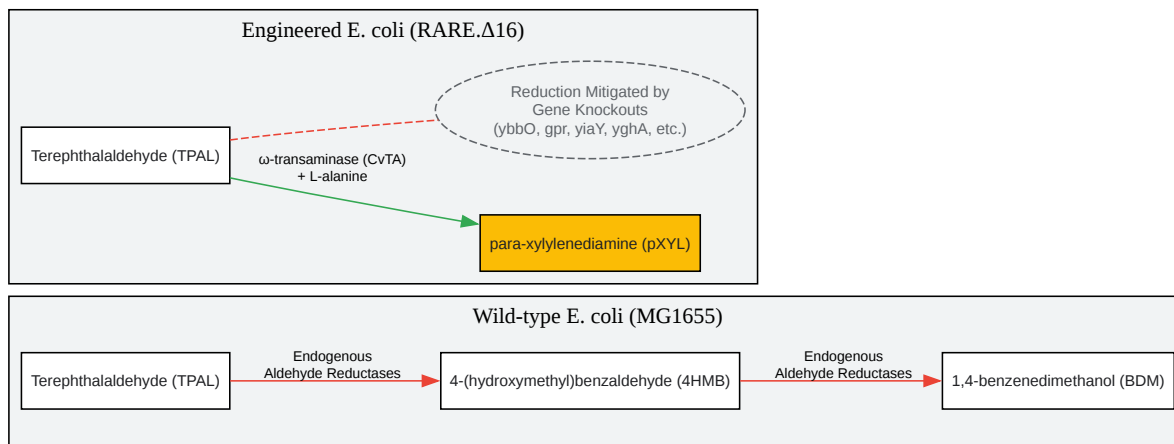 Engineered E. coli (RARE.Δ16)
Reduction Mitigated by
Gene Knockouts
(ybbO, gpr, yiaY, yghA, etc.)
Terephthalaldehyde (TPAL)
ω-transaminase (CvTA)
+ L-alanine
para-xylylenediamine (pXYL)
Wild-type E. coli (MG1655)
Terephthalaldehyde (TPAL)
Endogenous
Aldehyde Reductases
4-(hydroxymethyl)benzaldehyde (4HMB)
Endogenous
Aldehyde Reductases
1,4-benzenedimethanol (BDM)